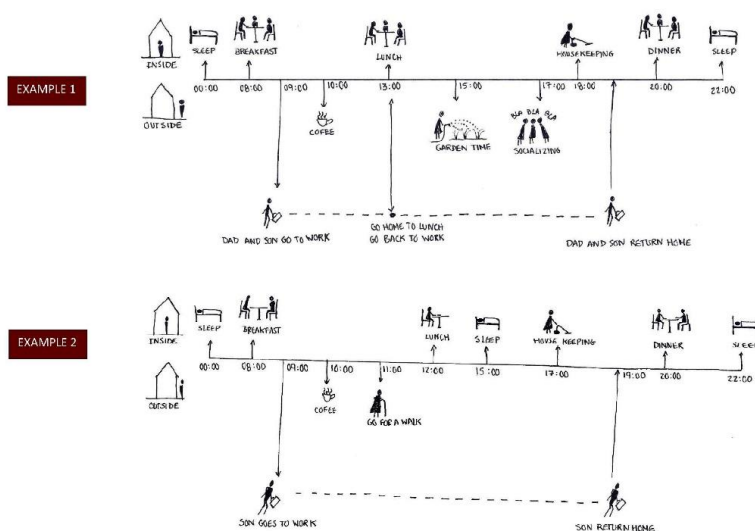 EXAMPLE 1
INSIDE
SLEEP
BREAKFAST
LUNCH
HOUSEKEEPING
DINNER
SLEEP
00:00 08:00 09:00 10:00 13:00 15:00 17:00 18:00 20:00 22:00
OUTSIDE
COFEE
GARDEN TIME
BLA BLA BLA
SOCIALIZING
DAD AND SON GO TO WORK
GO HOME TO LUNCH
GO BACK TO WORK
DAD AND SON RETURN HOME
EXAMPLE 2
INSIDE
SLEEP
BREAKFAST
LUNCH
SLEEP
HOUSE KEEPING
DINNER
SLEEP
00:00 08:00 09:00 10:00 11:00 12:00 15:00 17:00 19:00 20:00 22:00
OUTSIDE
COFEE
GO FOR A WALK
SON GOES TO WORK
SON RETURN HOME